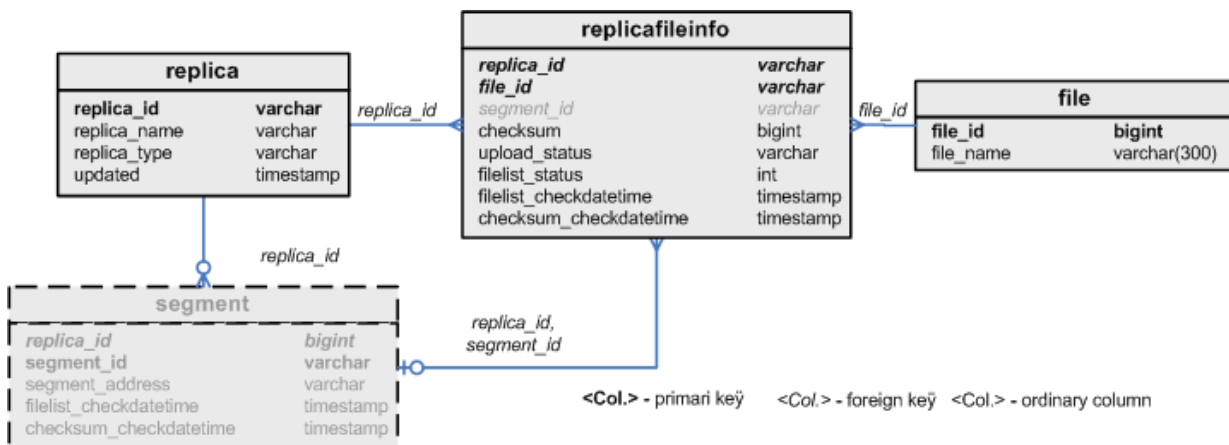 replicafileinfo
replica_id varchar
file_id varchar
segment_id varchar
checksum bigint
upload_status varchar
filelist_status int
filelist_checkdatetime timestamp
checksum_checkdatetime timestamp
replica
replica_id varchar
replica_name varchar
replica_type varchar
updated timestamp
replica_id
file_id
file
file_id bigint
file_name varchar(300)
replica_id
segment
replica_id bigint
segment_id varchar
segment_address varchar
filelist_checkdatetime timestamp
checksum_checkdatetime timestamp
replica_id,
segment_id
<Col.> - primari keÿ <Col.> - foreign keÿ <Col.> - ordinary column